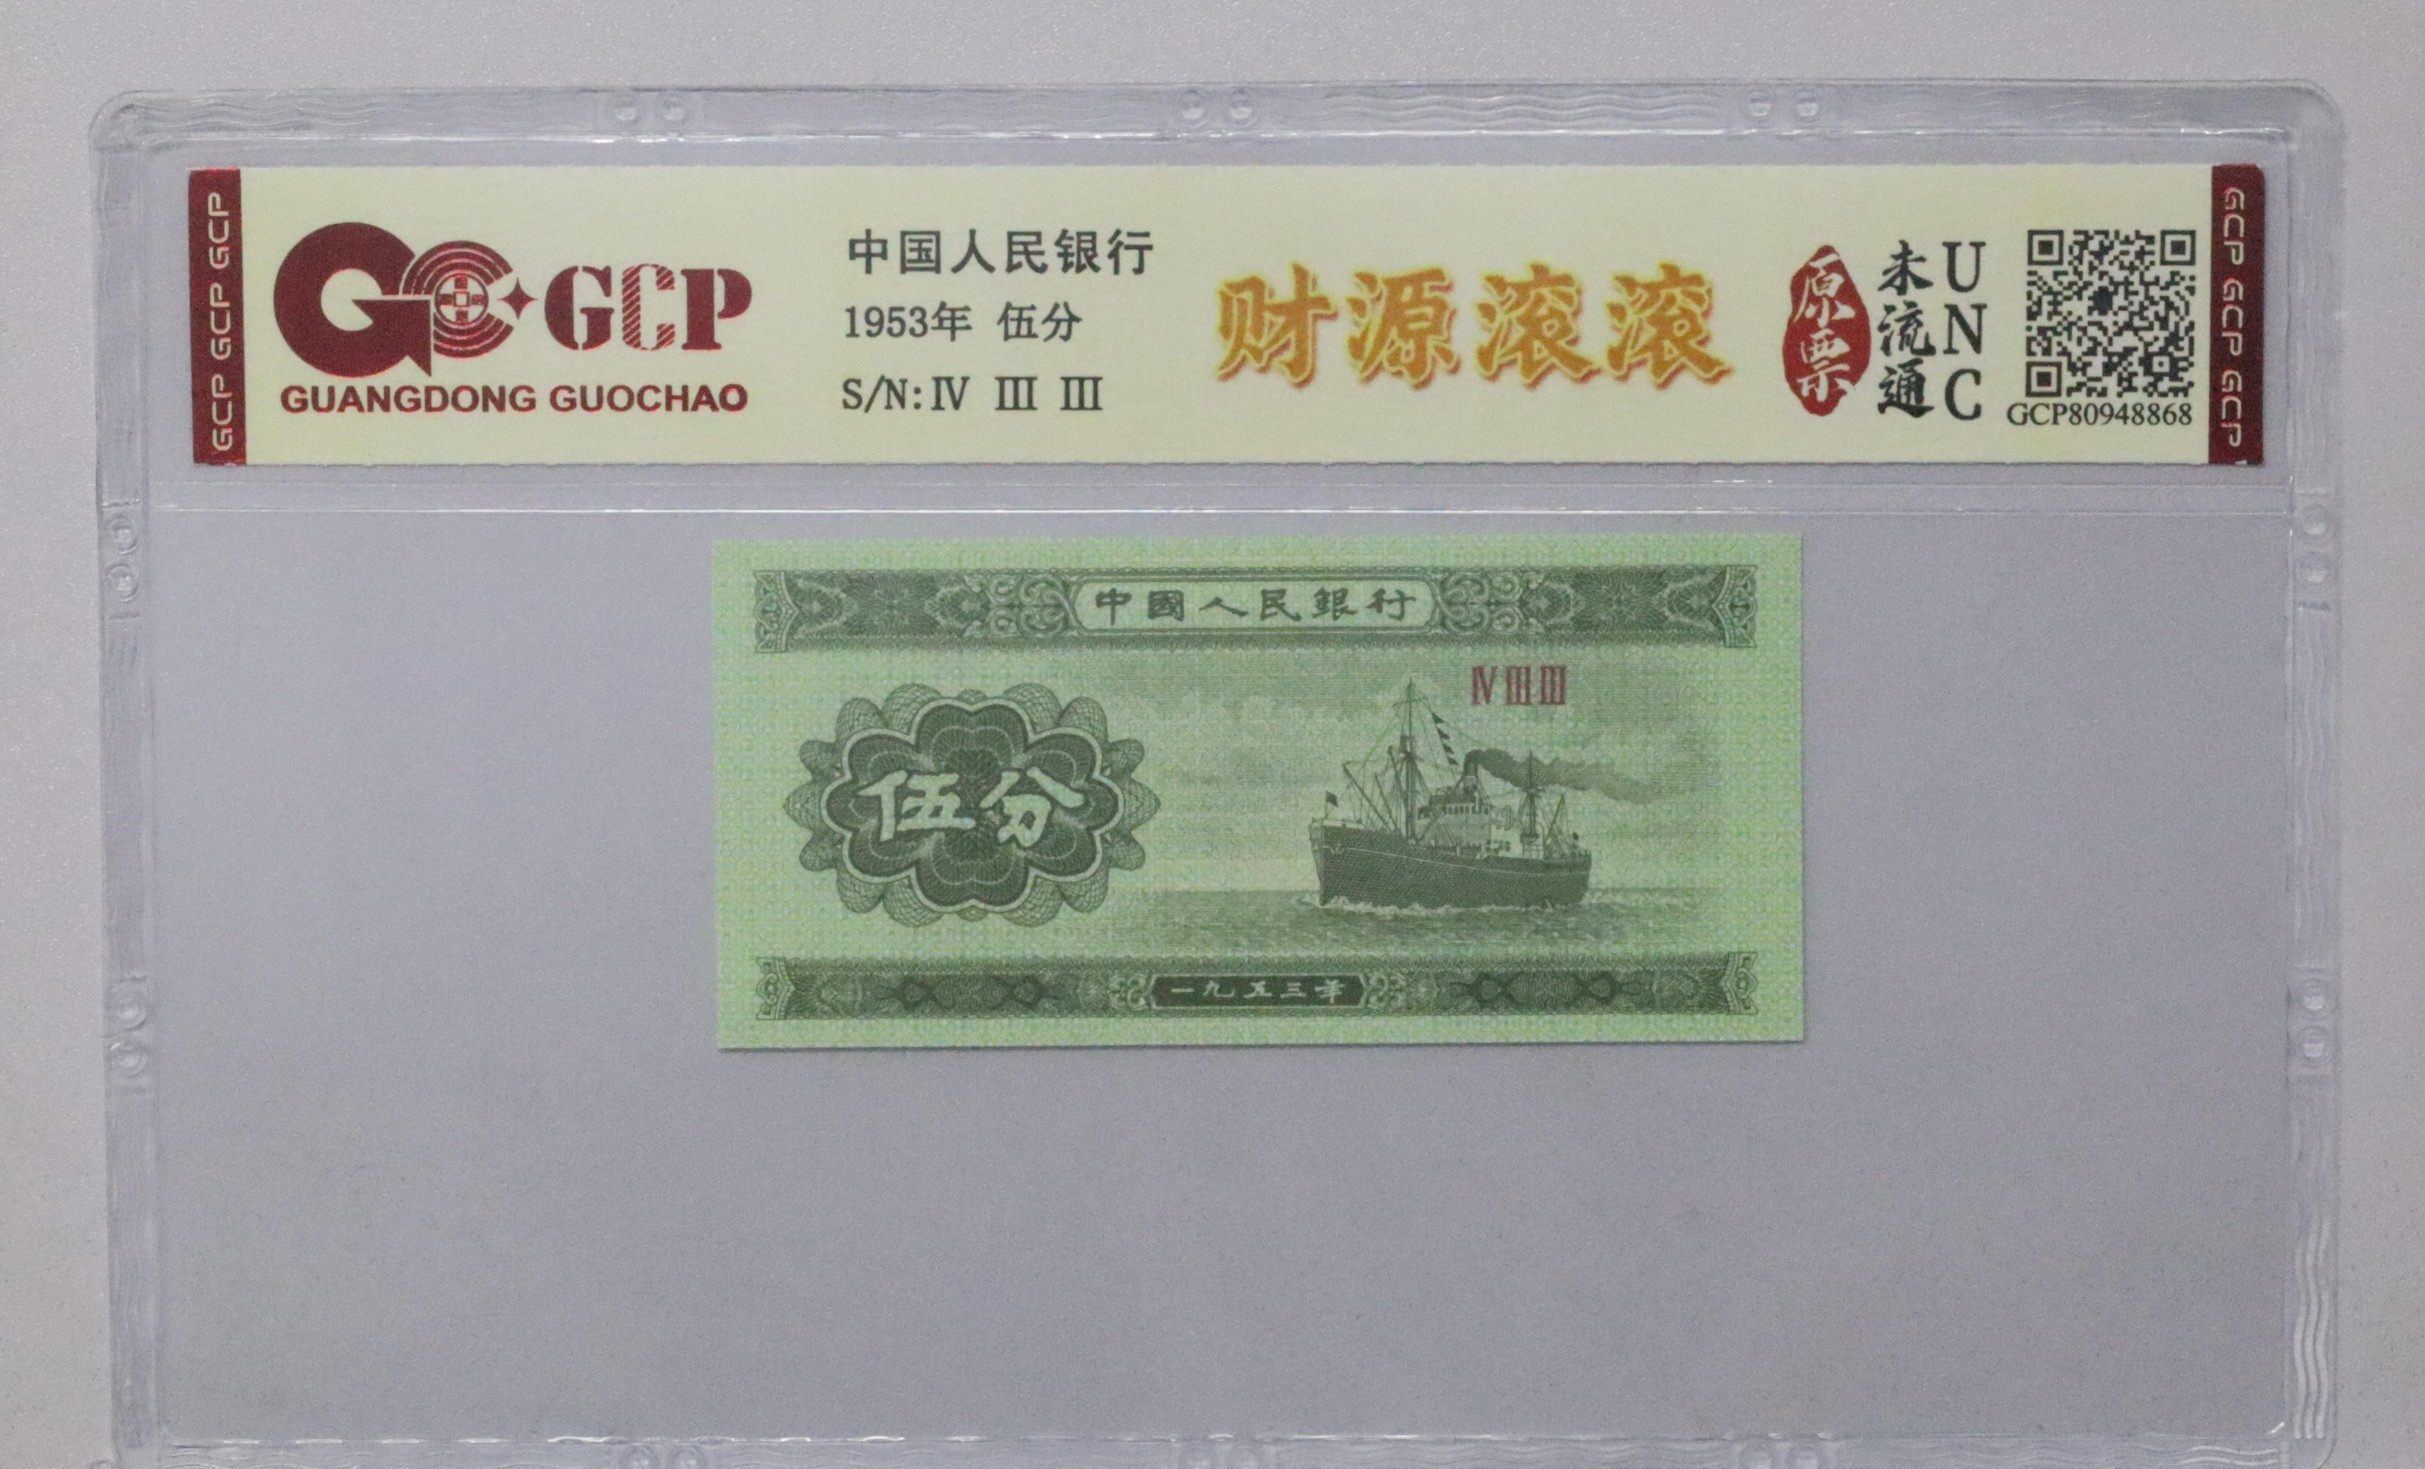 GCP GCP GCP
GCP
GUANGDONG GUOCHAO
中国人民银行
1953年 伍分
S/N: Ⅳ Ⅲ Ⅲ
财源滚滚
原票
未流通
UNC
GCP80948868
GCP GCP GCP
中國人民銀行
Ⅳ Ⅲ Ⅲ
伍分
一九五三年